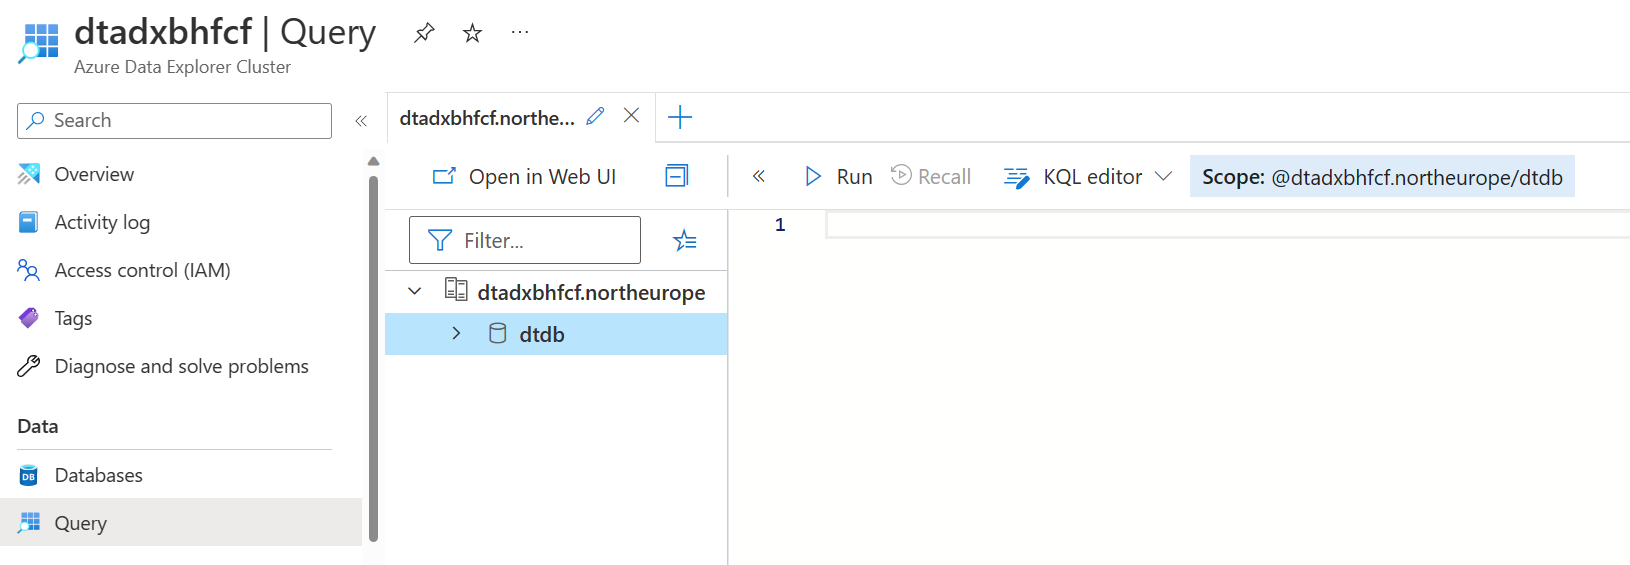 dtadxbhfcf | Query
Azure Data Explorer Cluster
Search
Overview
Activity log
Access control (IAM)
Tags
Diagnose and solve problems
Data
Databases
Query
dtadxbhfcf.northe...
Open in Web UI
Run
Recall
KQL editor
Scope: @dtadxbhfcf.northeurope/dtdb
Filter...
dtadxbhfcf.northeurope
dtdb
1